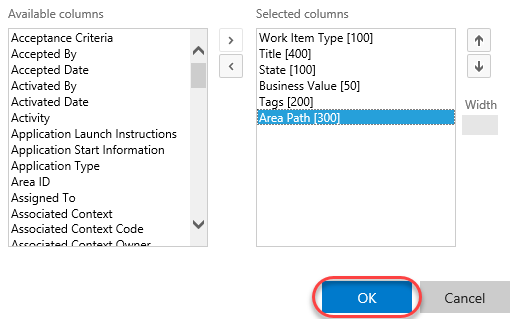 Available columns
Selected columns
Acceptance Criteria
Accepted By
Accepted Date
Activated By
Activated Date
Activity
Application Launch Instructions
Application Start Information
Application Type
Area ID
Assigned To
Associated Context
Associated Context Code
Associated Context Owner
Work Item Type [100]
Title [400]
State [100]
Business Value [50]
Tags [200]
Area Path [300]
Width
OK
Cancel